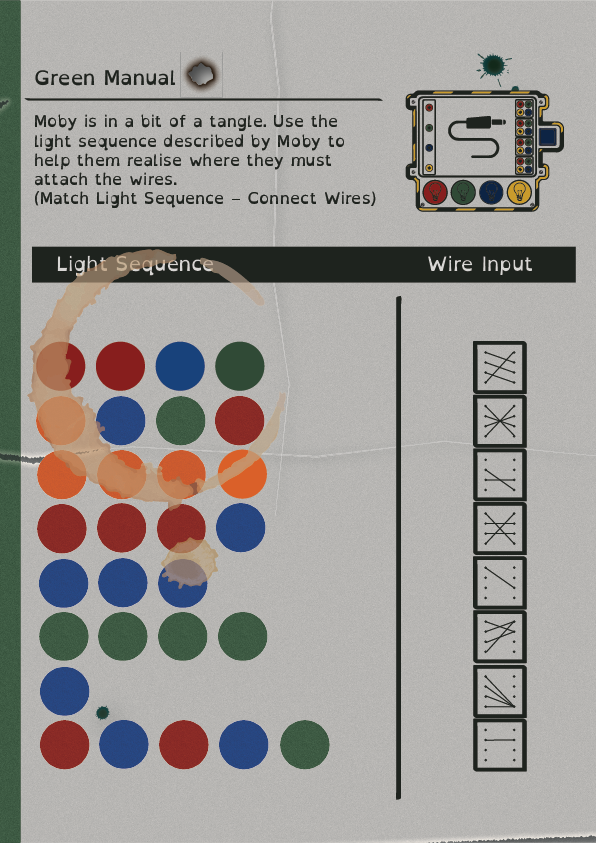 Green Manual
Moby is in a bit of a tangle. Use the
light sequence described by Moby to
help them realise where they must
attach the wires.
(Match Light Sequence – Connect Wires)
Light Sequence
Wire Input